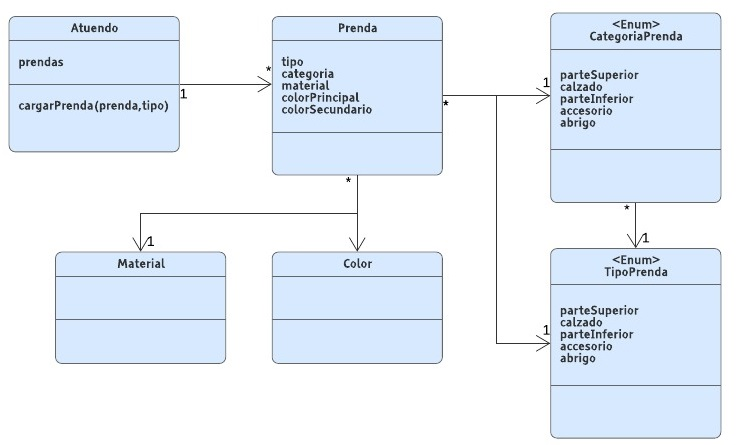 Atuendo
prendas
cargarPrenda(prenda,tipo)
1
*
Prenda
tipo
categoria
material
colorPrincipal
colorSecundario
*
*
1
<Enum>
CategoriaPrenda
parteSuperior
calzado
parteInferior
accesorio
abrigo
*
1
1
Material
Color
1
<Enum>
TipoPrenda
parteSuperior
calzado
parteInferior
accesorio
abrigo